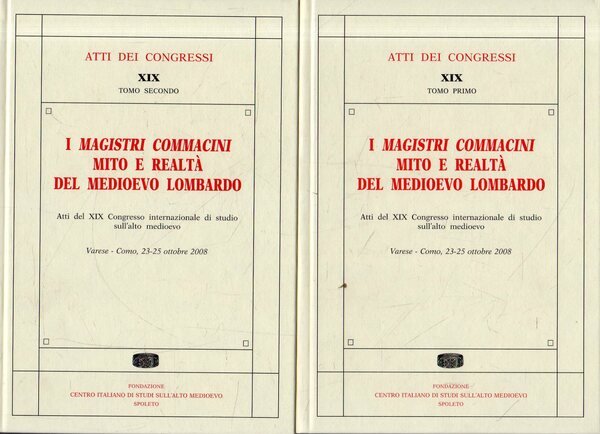 ATTI DEI CONGRESSI
XIX
TOMO SECONDO
I MAGISTRI COMMACINI
MITO E REALTÀ
DEL MEDIOEVO LOMBARDO
Atti del XIX Congresso internazionale di studio
sull'alto medioevo
Varese - Como, 23-25 ottobre 2008
FONDAZIONE
CENTRO ITALIANO DI STUDI SULL'ALTO MEDIOEVO
SPOLETO
ATTI DEI CONGRESSI
XIX
TOMO PRIMO
I MAGISTRI COMMACINI
MITO E REALTÀ
DEL MEDIOEVO LOMBARDO
Atti del XIX Congresso internazionale di studio
sull'alto medioevo
Varese - Como, 23-25 ottobre 2008
FONDAZIONE
CENTRO ITALIANO DI STUDI SULL'ALTO MEDIOEVO
SPOLETO